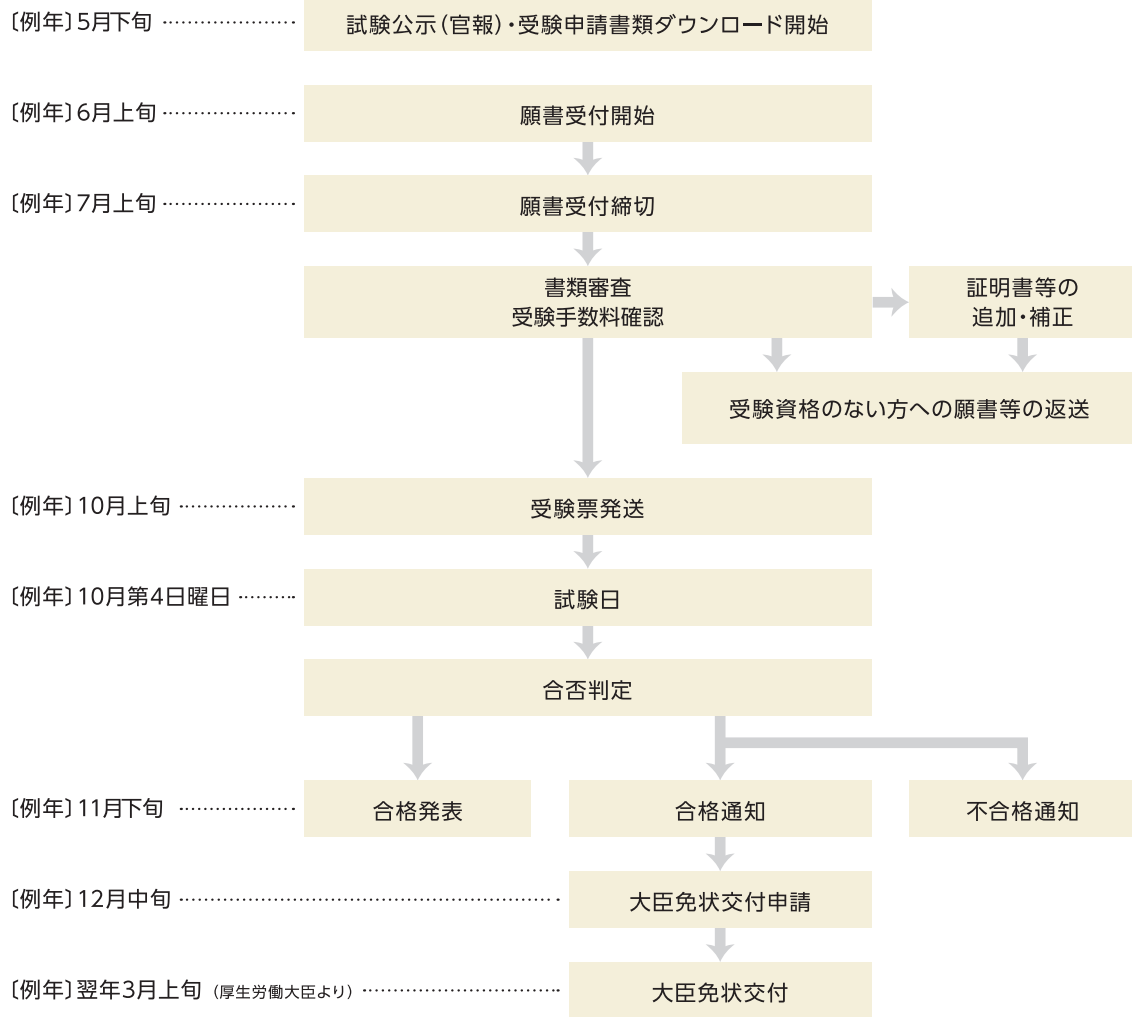 〔例年〕5月下旬
試験公示(官報)・受験申請書類ダウンロード開始
〔例年〕6月上旬
願書受付開始
〔例年〕7月上旬
願書受付締切
書類審査
受験手数料確認
証明書等の
追加・補正
受験資格のない方への願書等の返送
〔例年〕10月上旬
受験票発送
〔例年〕10月第4日曜日
試験日
合否判定
〔例年〕11月下旬
合格発表
合格通知
不合格通知
〔例年〕12月中旬
大臣免状交付申請
〔例年〕翌年3月上旬(厚生労働大臣より)
大臣免状交付